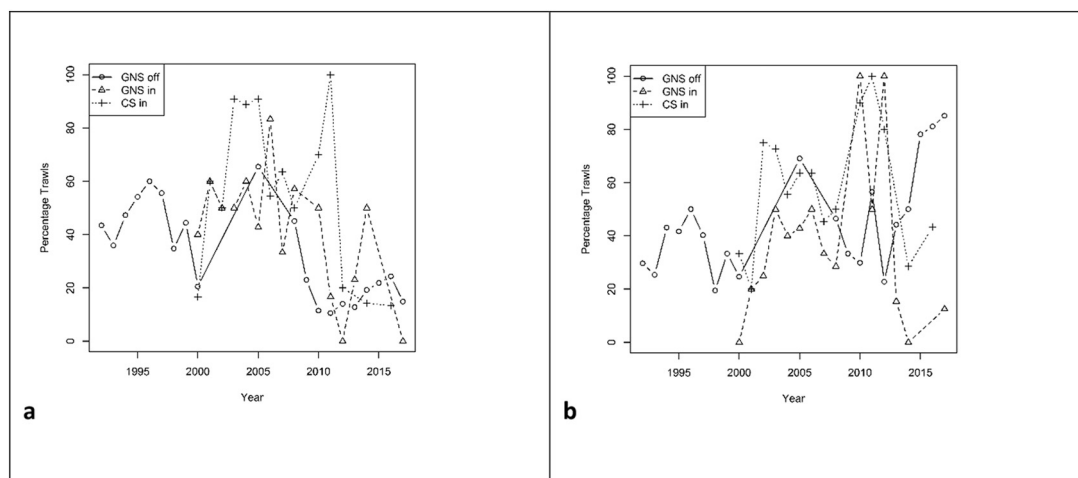 GNS off
GNS in
CS in
Percentage Trawls
0 20 40 60 80 100
1995 2000 2005 2010 2015
Year
a
GNS off
GNS in
CS in
Percentage Trawls
0 20 40 60 80 100
1995 2000 2005 2010 2015
Year
b